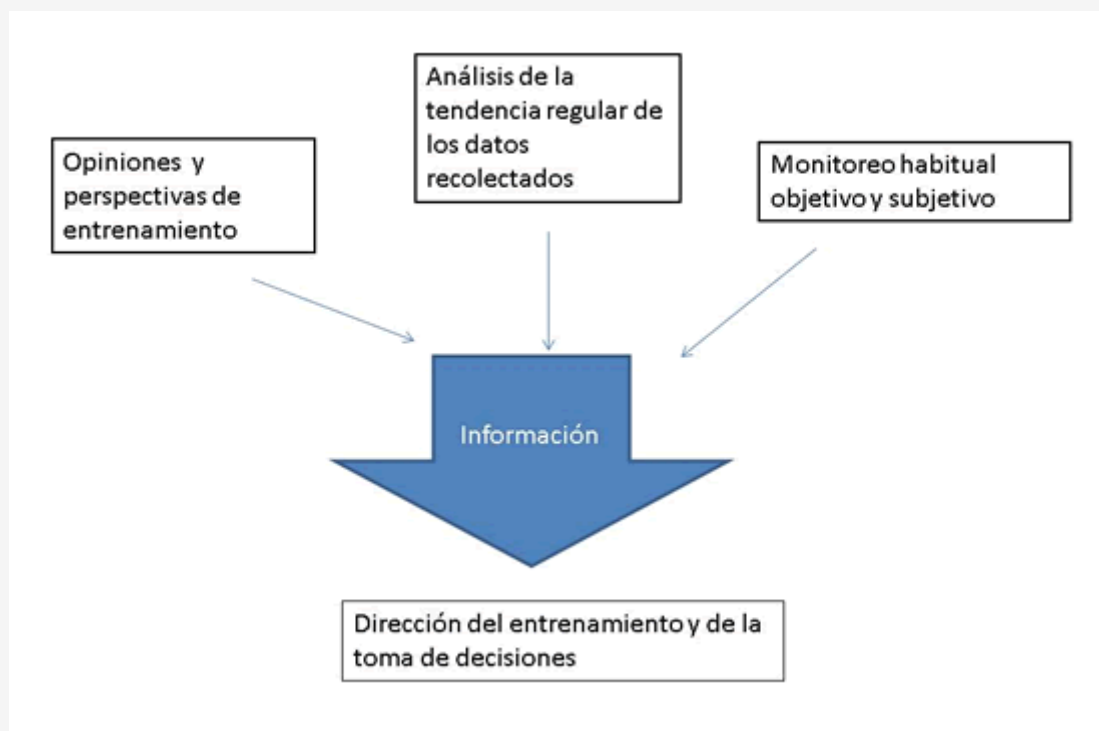 Opiniones y
perspectivas de
entrenamiento
Análisis de la
tendencia regular de
los datos
recolectados
Monitoreo habitual
objetivo y subjetivo
Información
Dirección del entrenamiento y de la
toma de decisiones